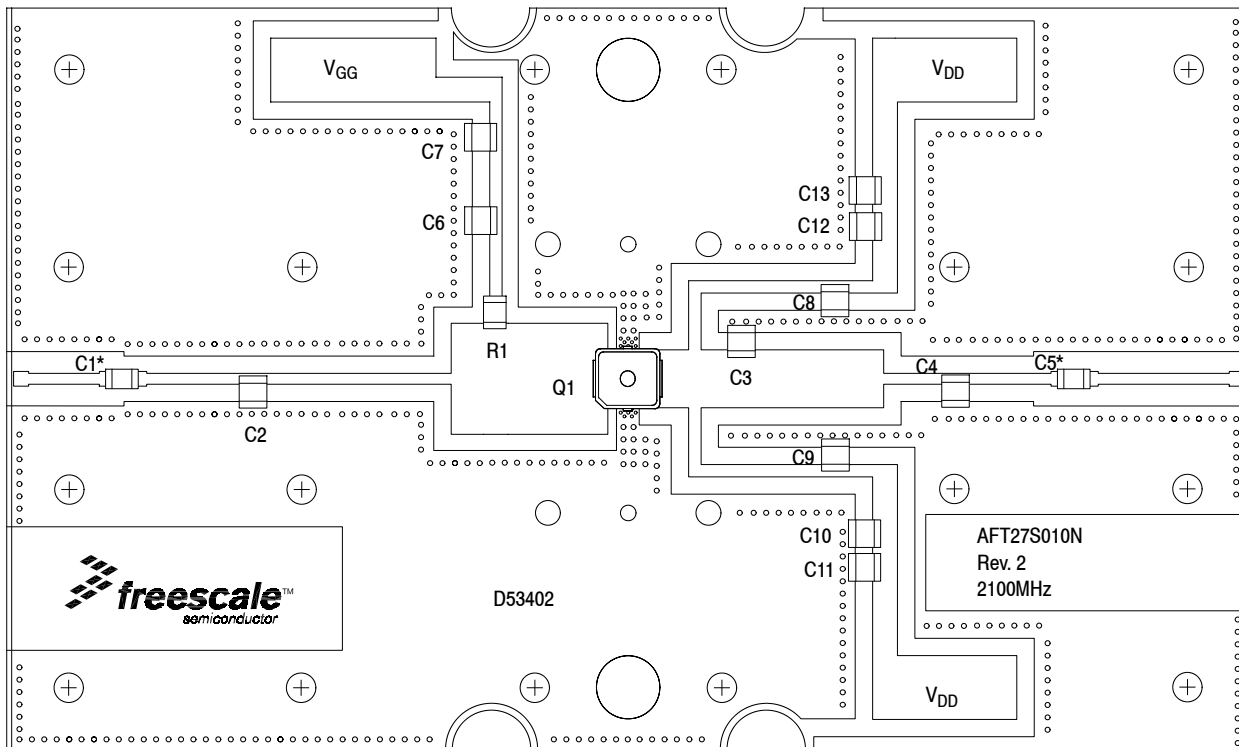 VGG
VDD
C7
C13
C6
C12
C8
R1
C1*
C3
C4
C5*
Q1
C2
C9
C10
C11
AFT27S010N
Rev. 2
2100MHz
freescale™
semiconductor
D53402
VDD